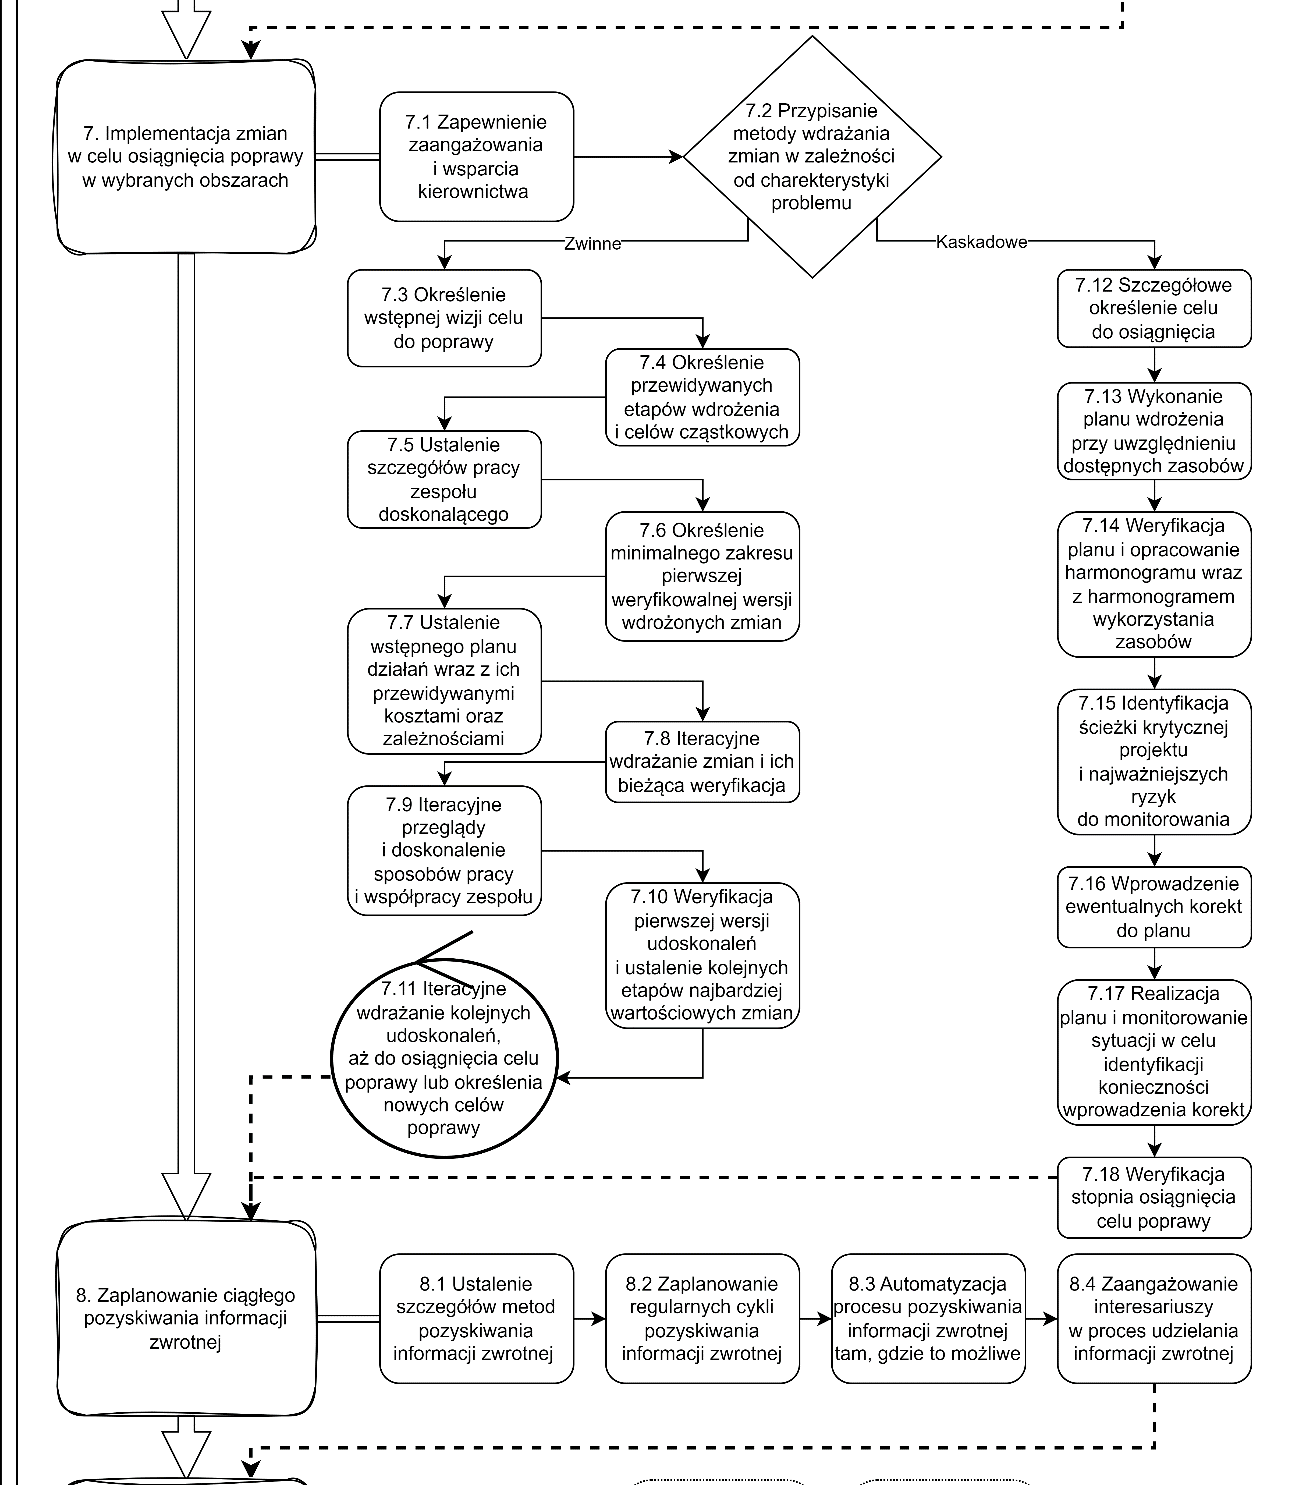 7. Implementacja zmian
w celu osiągnięcia poprawy
w wybranych obszarach
7.1 Zapewnienie
zaangażowania
i wsparcia
kierownictwa
7.2 Przypisanie
metody wdrażania
zmian w zależności
od charekterystyki
problemu
Zwinne
Kaskadowe
7.3 Określenie
wstępnej wizji celu
do poprawy
7.4 Określenie
przewidywanych
etapów wdrożenia
i celów cząstkowych
7.5 Ustalenie
szczegółów pracy
zespołu
doskonalącego
7.6 Określenie
minimalnego zakresu
pierwszej
weryfikowalnej wersji
wdrożonych zmian
7.7 Ustalenie
wstępnego planu
działań wraz z ich
przewidywanymi
kosztami oraz
zależnościami
7.8 Iteracyjne
wdrażanie zmian i ich
bieżąca weryfikacja
7.9 Iteracyjne
przeglądy
i doskonalenie
sposobów pracy
i współpracy zespołu
7.10 Weryfikacja
pierwszej wersji
udoskonaleń
i ustalenie kolejnych
etapów najbardziej
wartościowych zmian
7.11 Iteracyjne
wdrażanie kolejnych
udoskonaleń,
aż do osiągnięcia celu
poprawy lub określenia
nowych celów
poprawy
7.12 Szczegółowe
określenie celu
do osiągnięcia
7.13 Wykonanie
planu wdrożenia
przy uwzględnieniu
dostępnych zasobów
7.14 Weryfikacja
planu i opracowanie
harmonogramu wraz
z harmonogramem
wykorzystania
zasobów
7.15 Identyfikacja
ścieżki krytycznej
projektu
i najważniejszych
ryzyk
do monitorowania
7.16 Wprowadzenie
ewentualnych korekt
do planu
7.17 Realizacja
planu i monitorowanie
sytuacji w celu
identyfikacji
konieczności
wprowadzenia korekt
7.18 Weryfikacja
stopnia osiągnięcia
celu poprawy
8. Zaplanowanie ciągłego
pozyskiwania informacji
zwrotnej
8.1 Ustalenie
szczegółów metod
pozyskiwania
informacji zwrotnej
8.2 Zaplanowanie
regularnych cykli
pozyskiwania
informacji zwrotnej
8.3 Automatyzacja
procesu pozyskiwania
informacji zwrotnej
tam, gdzie to możliwe
8.4 Zaangażowanie
interesariuszy
w proces udzielania
informacji zwrotnej